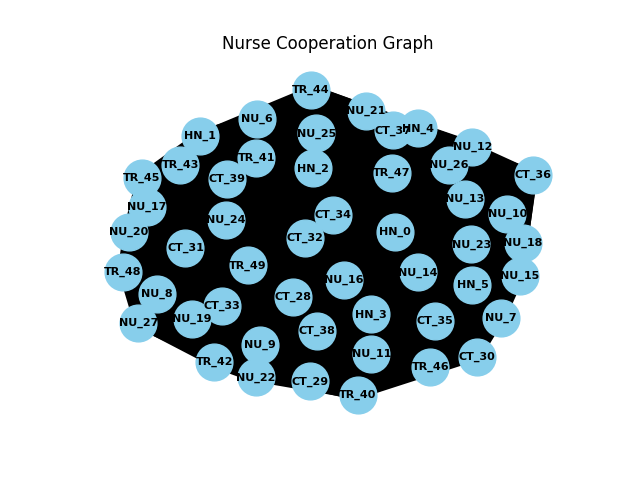 Nurse Cooperation Graph
TR_44
NU_21
NU_6
CT_37
HN_4
HN_1
NU_25
NU_12
TR_41
TR_43
NU_26
HN_2
TR_47
CT_36
TR_45
CT_39
NU_13
NU_17
NU_10
CT_34
NU_24
NU_20
HN_0
CT_32
NU_18
NU_23
CT_31
TR_49
TR_48
NU_14
NU_15
NU_16
HN_5
NU_8
CT_28
CT_33
HN_3
NU_7
NU_19
CT_35
NU_27
CT_38
NU_9
NU_11
CT_30
TR_42
TR_46
NU_22
CT_29
TR_40